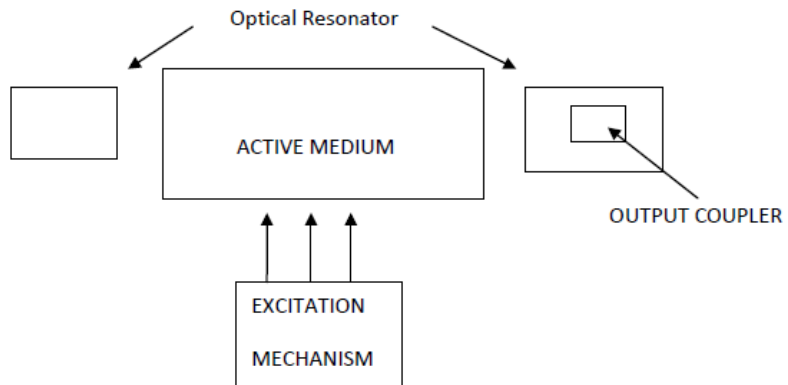 Optical Resonator
ACTIVE MEDIUM
OUTPUT COUPLER
EXCITATION
MECHANISM